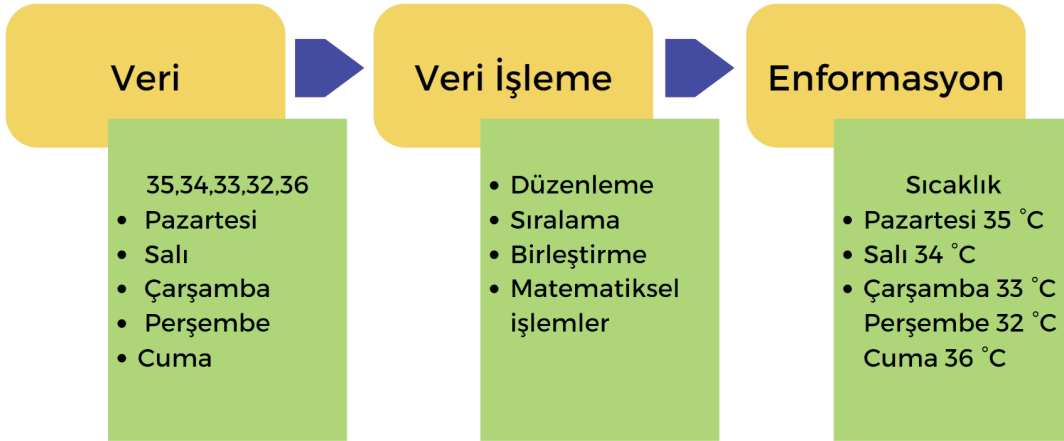 Veri
35,34,33,32,36
• Pazartesi
• Salı
• Çarşamba
• Perşembe
• Cuma
Veri İşleme
• Düzenleme
• Sıralama
• Birleştirme
• Matematiksel
işlemler
Enformasyon
Sıcaklık
• Pazartesi 35 °C
• Salı 34 °C
• Çarşamba 33 °C
Perşembe 32 °C
Cuma 36 °C